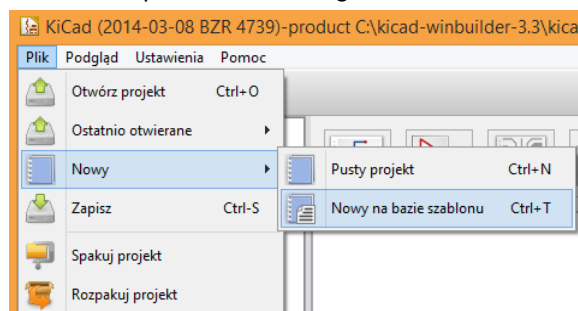 KiCad (2014-03-08 BZR 4739)-product C:\kicad-winbuilder-3.3\kica
Plik Podgląd Ustawienia Pomoc
Otwórz projekt Ctrl+O
Ostatnio otwierane
Nowy
Pusty projekt Ctrl+N
Zapisz Ctrl-S
Nowy na bazie szablonu Ctrl+T
Spakuj projekt
Rozpakuj projekt